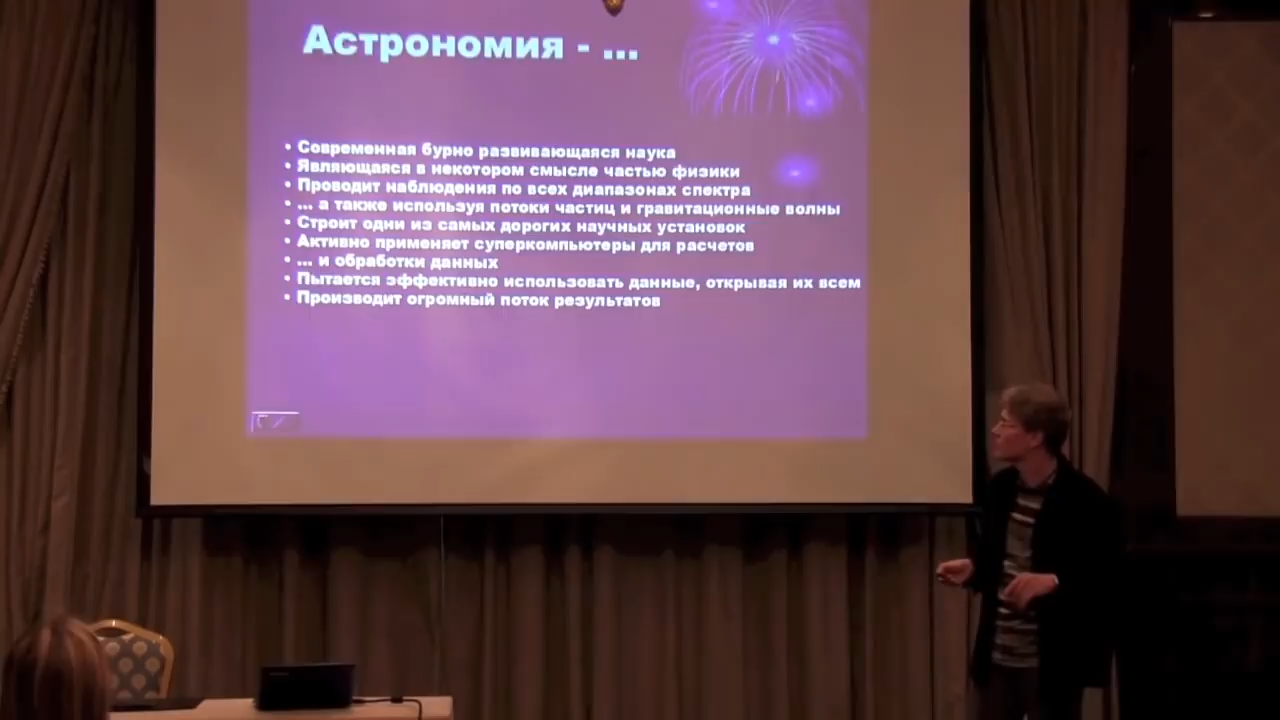 Астрономия - ...
• Современная бурно развивающаяся наука
• Являющаяся в некотором смысле частью физики
• Проводит наблюдения по всех диапазонах спектра
• ... а также используя потоки частиц и гравитационные волны
• Строит одни из самых дорогих научных установок
• Активно применяет суперкомпьютеры для расчетов
• ... и обработки данных
• Пытается эффективно использовать данные, открывая их всем
• Производит огромный поток результатов